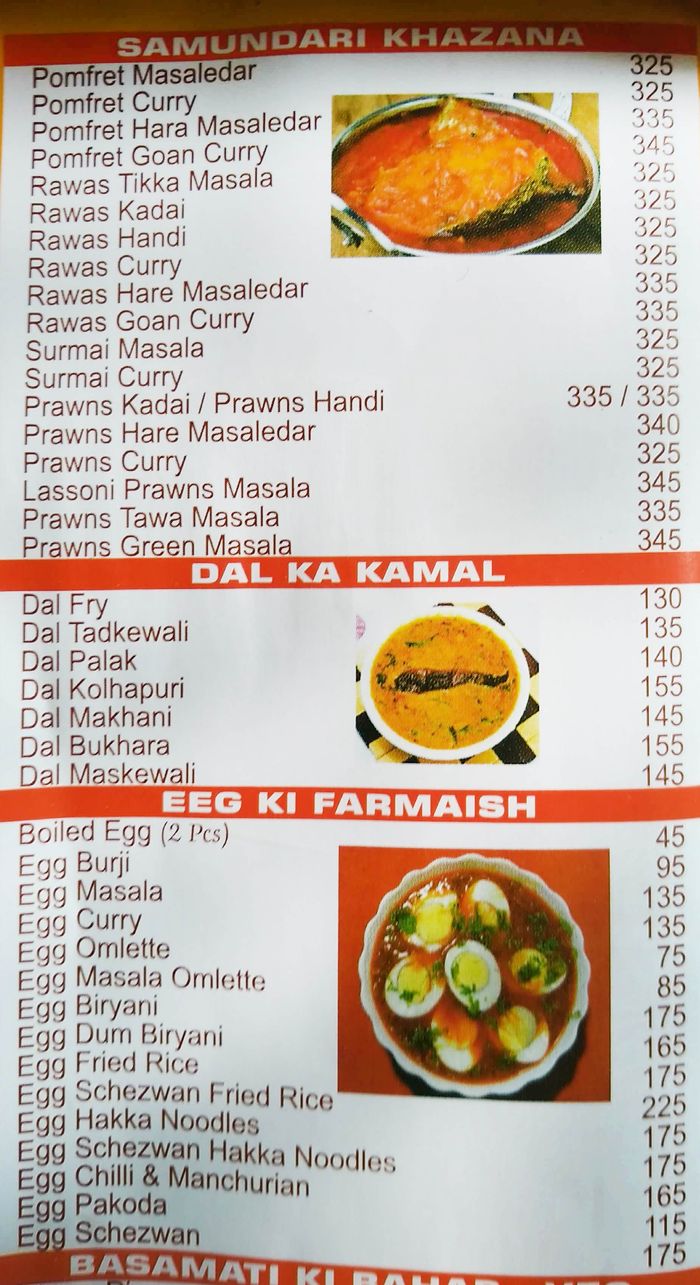 SAMUNDARI KHAZANA
Pomfret Masaledar 325
Pomfret Curry 325
Pomfret Hara Masaledar 335
Pomfret Goan Curry 345
Rawas Tikka Masala 325
Rawas Kadai 325
Rawas Handi 325
Rawas Curry 325
Rawas Hare Masaledar 335
Rawas Goan Curry 335
Surmai Masala 325
Surmai Curry 325
Prawns Kadai / Prawns Handi 335 / 335
Prawns Hare Masaledar 340
Prawns Curry 325
Lassoni Prawns Masala 345
Prawns Tawa Masala 335
Prawns Green Masala 345
DAL KA KAMAL
Dal Fry 130
Dal Tadkewali 135
Dal Palak 140
Dal Kolhapuri 155
Dal Makhani 145
Dal Bukhara 155
Dal Maskewali 145
EEG KI FARMAISH
Boiled Egg (2 Pcs) 45
Egg Burji 95
Egg Masala 135
Egg Curry 135
Egg Omlette 75
Egg Masala Omlette 85
Egg Biryani 175
Egg Dum Biryani 165
Egg Fried Rice 175
Egg Schezwan Fried Rice 225
Egg Hakka Noodles 175
Egg Schezwan Hakka Noodles 175
Egg Chilli & Manchurian 165
Egg Pakoda 115
Egg Schezwan 175
BASAMATI KI BAHAR